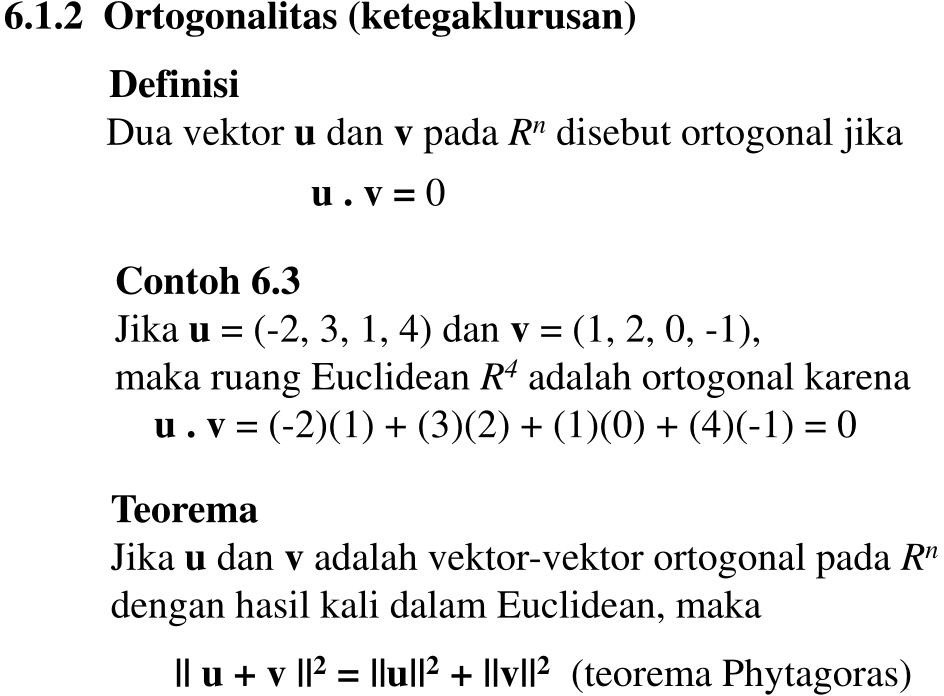 6.1.2 Ortogonalitas (ketegaklurusan)
Definisi
Dua vektor u dan v pada Rⁿ disebut ortogonal jika
u . v = 0
Contoh 6.3
Jika u = (-2, 3, 1, 4) dan v = (1, 2, 0, -1),
maka ruang Euclidean R⁴ adalah ortogonal karena
u . v = (-2)(1) + (3)(2) + (1)(0) + (4)(-1) = 0
Teorema
Jika u dan v adalah vektor-vektor ortogonal pada Rⁿ
dengan hasil kali dalam Euclidean, maka
|| u + v ||² = ||u||² + ||v||² (teorema Phytagoras)